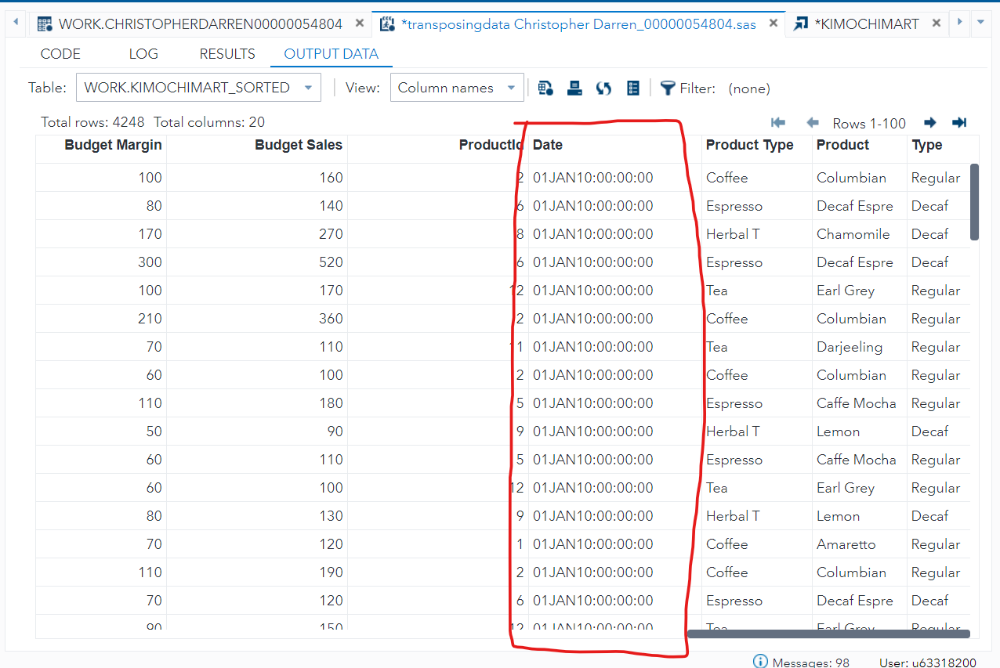 WORK.CHRISTOPHERDARREN00000054804 *transposingdata Christopher Darren_00000054804.sas *KIMOCHIMART
CODE LOG RESULTS OUTPUT DATA
Table: WORK.KIMOCHIMART_SORTED View: Column names Filter: (none)
Total rows: 4248 Total columns: 20 Rows 1-100
Budget Margin Budget Sales ProductId Date Product Type Product Type
100 160 2 01JAN10:00:00:00 Coffee Columbian Regular
80 140 6 01JAN10:00:00:00 Espresso Decaf Espre Decaf
170 270 8 01JAN10:00:00:00 Herbal T Chamomile Decaf
300 520 6 01JAN10:00:00:00 Espresso Decaf Espre Decaf
100 170 12 01JAN10:00:00:00 Tea Earl Grey Regular
210 360 2 01JAN10:00:00:00 Coffee Columbian Regular
70 110 11 01JAN10:00:00:00 Tea Darjeeling Regular
60 100 2 01JAN10:00:00:00 Coffee Columbian Regular
110 180 5 01JAN10:00:00:00 Espresso Caffe Mocha Regular
50 90 9 01JAN10:00:00:00 Herbal T Lemon Decaf
60 110 5 01JAN10:00:00:00 Espresso Caffe Mocha Regular
60 100 12 01JAN10:00:00:00 Tea Earl Grey Regular
80 130 9 01JAN10:00:00:00 Herbal T Lemon Decaf
70 120 1 01JAN10:00:00:00 Coffee Amaretto Regular
110 190 2 01JAN10:00:00:00 Coffee Columbian Regular
70 120 6 01JAN10:00:00:00 Espresso Decaf Espre Decaf
90 150 12 01JAN10:00:00:00 Tea Earl Grey Regular
Messages: 98 User: u63318200